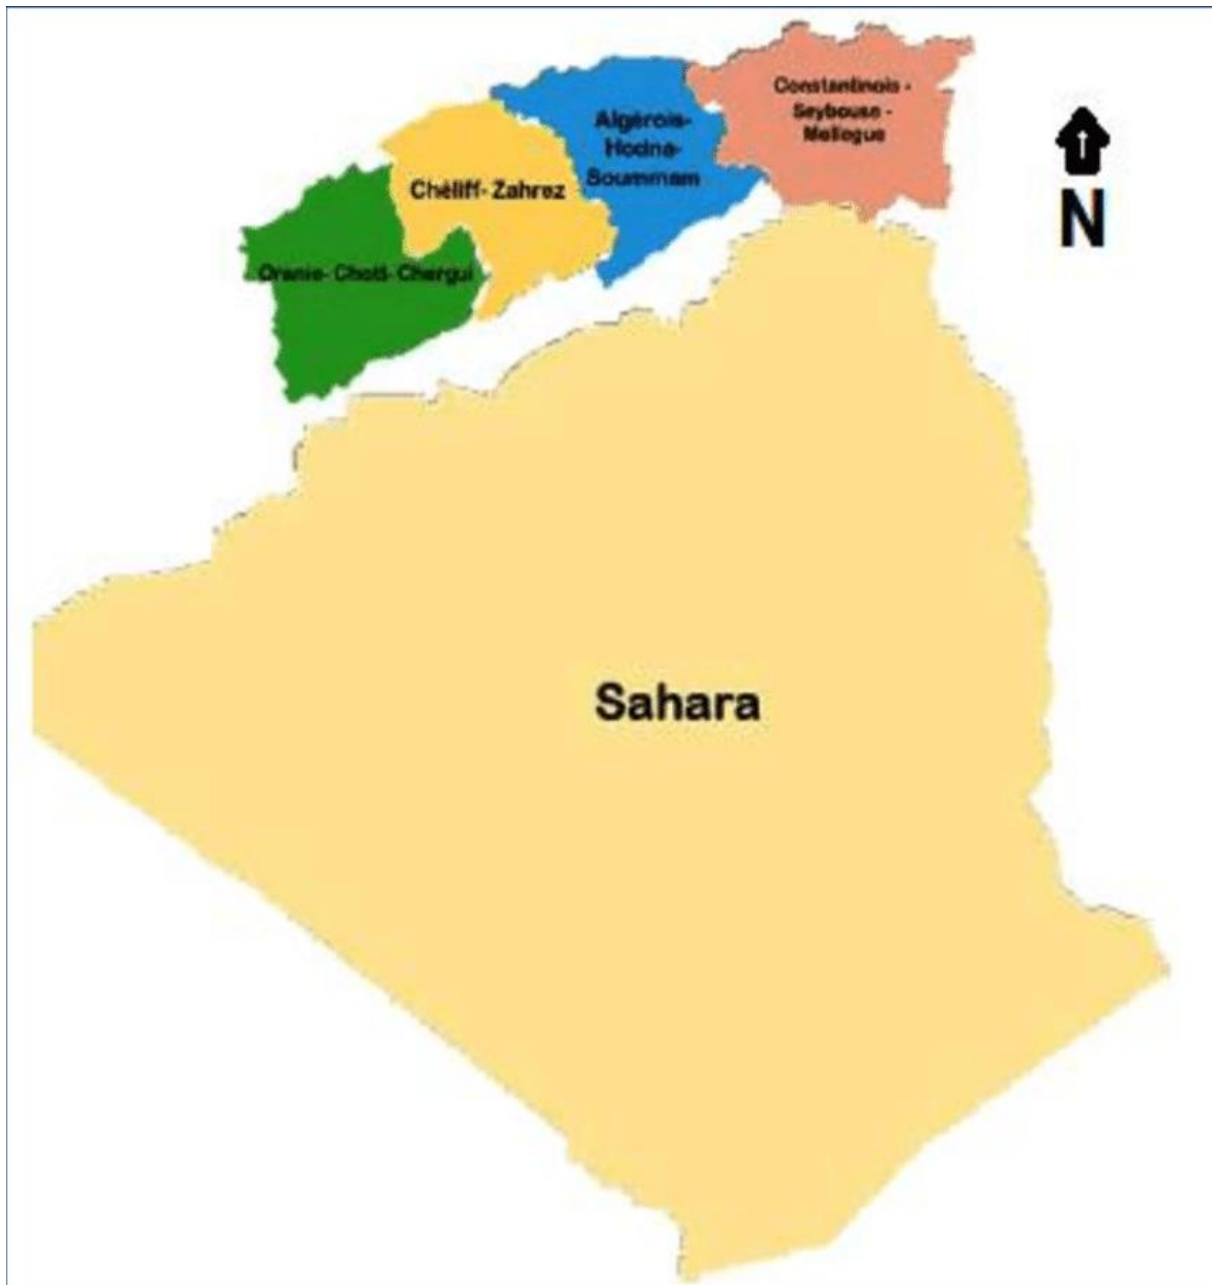 Constantinois -
Seybouse -
Mellegue
Algérois-
Hodna-
Soummam
Chéliff- Zahrez
Oranie- Chott- Chergui
N
Sahara